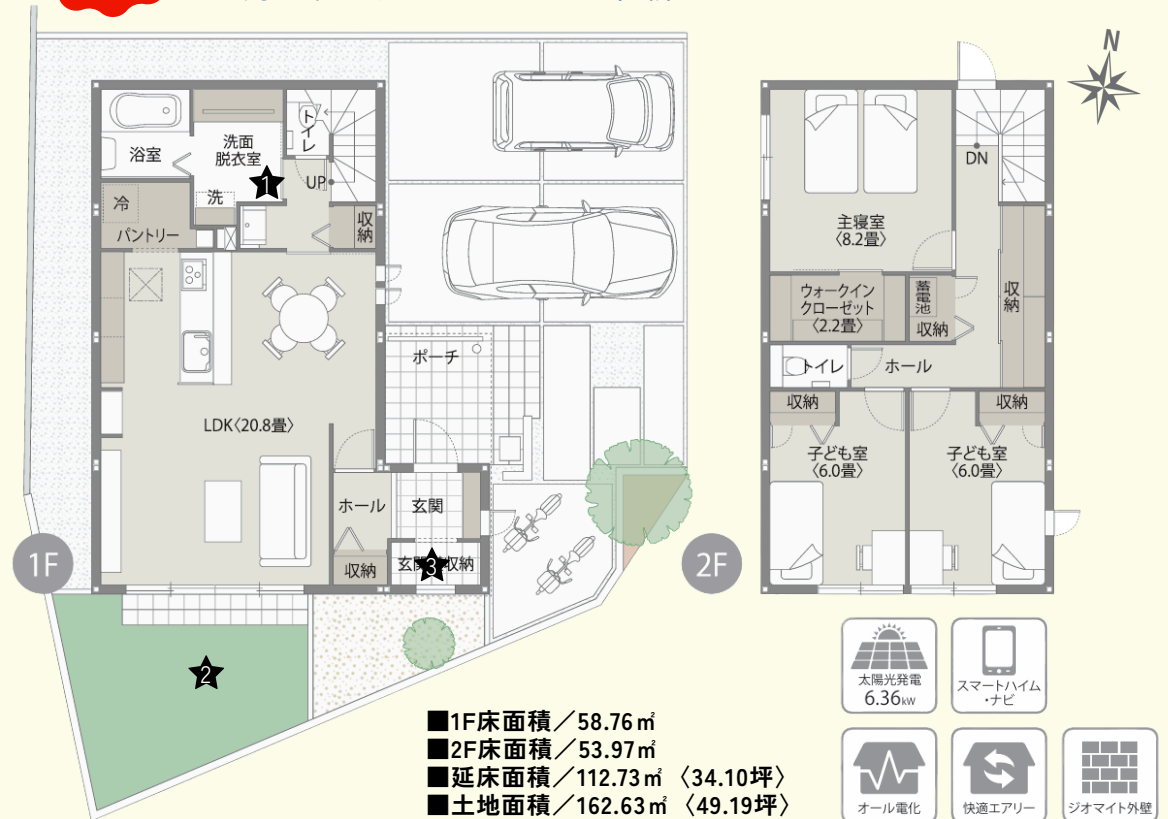 N
浴室
洗面
脱衣室
トイレ
1
UP
冷
洗
パントリー
収納
LDK〈20.8畳〉
ポーチ
ホール
玄関
収納
玄関
3
収納
1F
2
DN
主寝室
〈8.2畳〉
ウォークイン
クローゼット
〈2.2畳〉
蓄電池
収納
収納
トイレ
ホール
収納
収納
子ども室
〈6.0畳〉
子ども室
〈6.0畳〉
2F
■1F床面積／58.76㎡
■2F床面積／53.97㎡
■延床面積／112.73㎡〈34.10坪〉
■土地面積／162.63㎡〈49.19坪〉
太陽光発電
6.36kW
スマートハイム
・ナビ
オール電化
快適エアリー
ジオマイト外壁